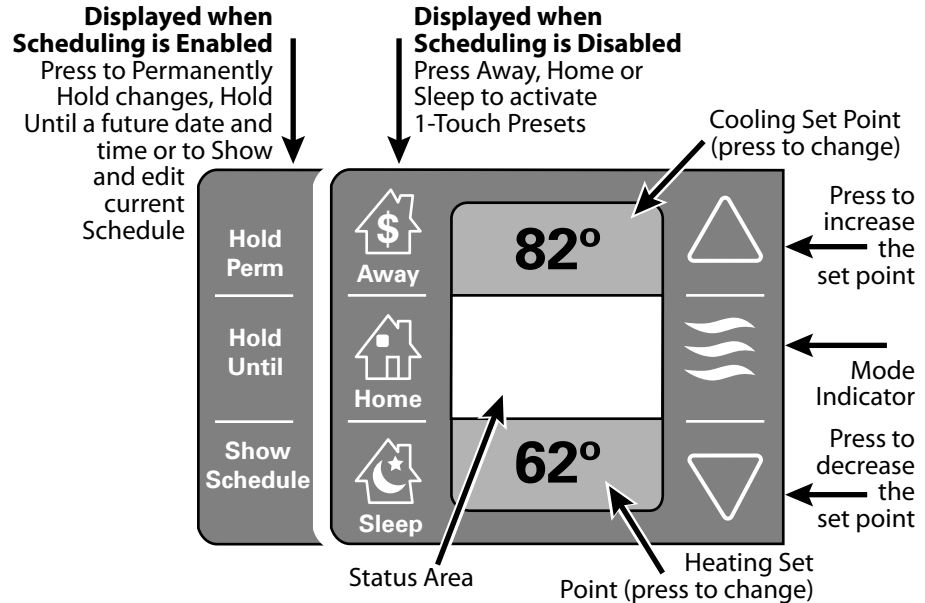 Displayed when
Scheduling is Enabled
Press to Permanently
Hold changes, Hold
Until a future date and
time or to Show
and edit
current
Schedule
Displayed when
Scheduling is Disabled
Press Away, Home or
Sleep to activate
1-Touch Presets
Cooling Set Point
(press to change)
Hold
Perm
Hold
Until
Show
Schedule
$
Away
Home
Sleep
82º
62º
Press to
increase
the
set point
Mode
Indicator
Press to
decrease
the
set point
Status Area
Heating Set
Point (press to change)